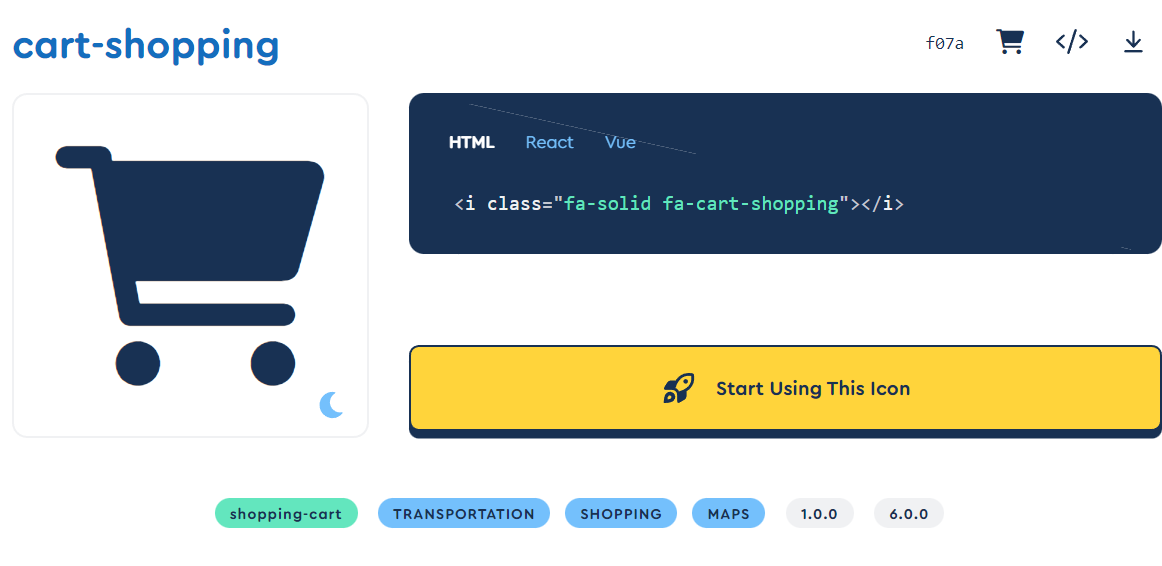 cart-shopping
f07a
HTML React Vue
<i class="fa-solid fa-cart-shopping"></i>
Start Using This Icon
shopping-cart TRANSPORTATION SHOPPING MAPS 1.0.0 6.0.0